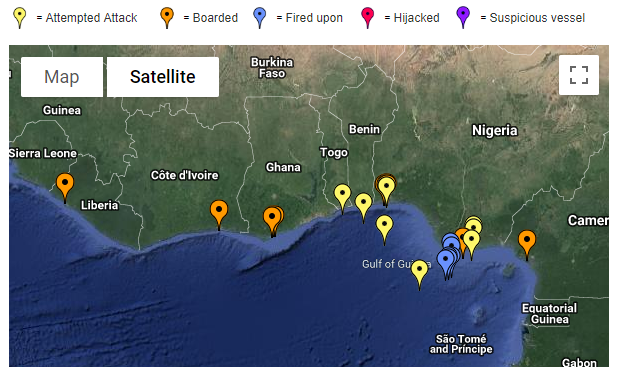 = Attempted Attack = Boarded = Fired upon = Hijacked = Suspicious vessel
Map Satellite
Burkina
Faso
Guinea
Benin
Nigeria
Sierra Leone
Togo
Ghana
Côte d'Ivoire
Liberia
Camer
Gulf of Gu
Equatorial
Guinea
São Tomé
and Príncipe
Gabon